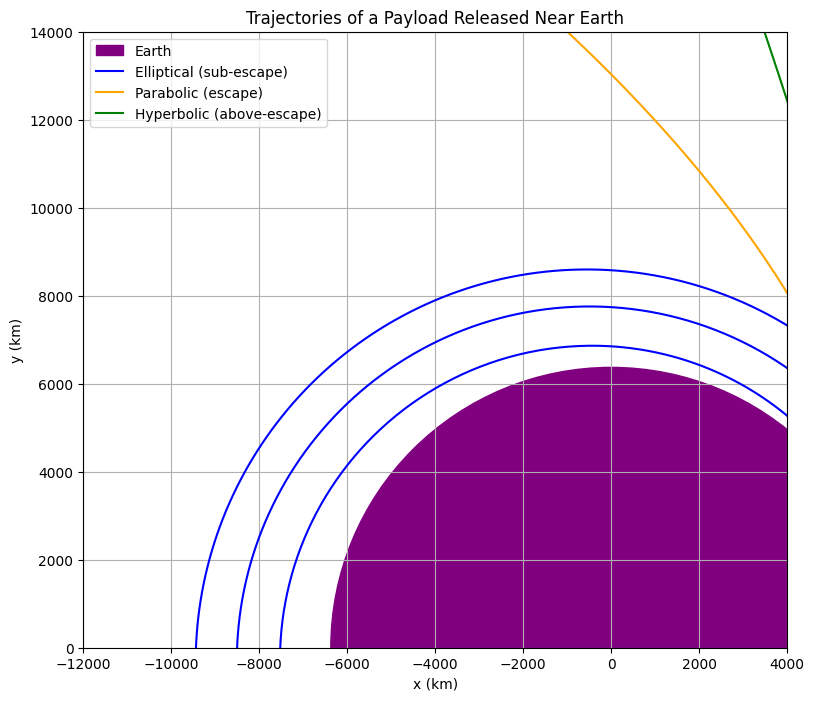 Trajectories of a Payload Released Near Earth
14000
12000
10000
8000
6000
4000
2000
0
y (km)
Earth
Elliptical (sub-escape)
Parabolic (escape)
Hyperbolic (above-escape)
−12000 −10000 −8000 −6000 −4000 −2000 0 2000 4000
x (km)